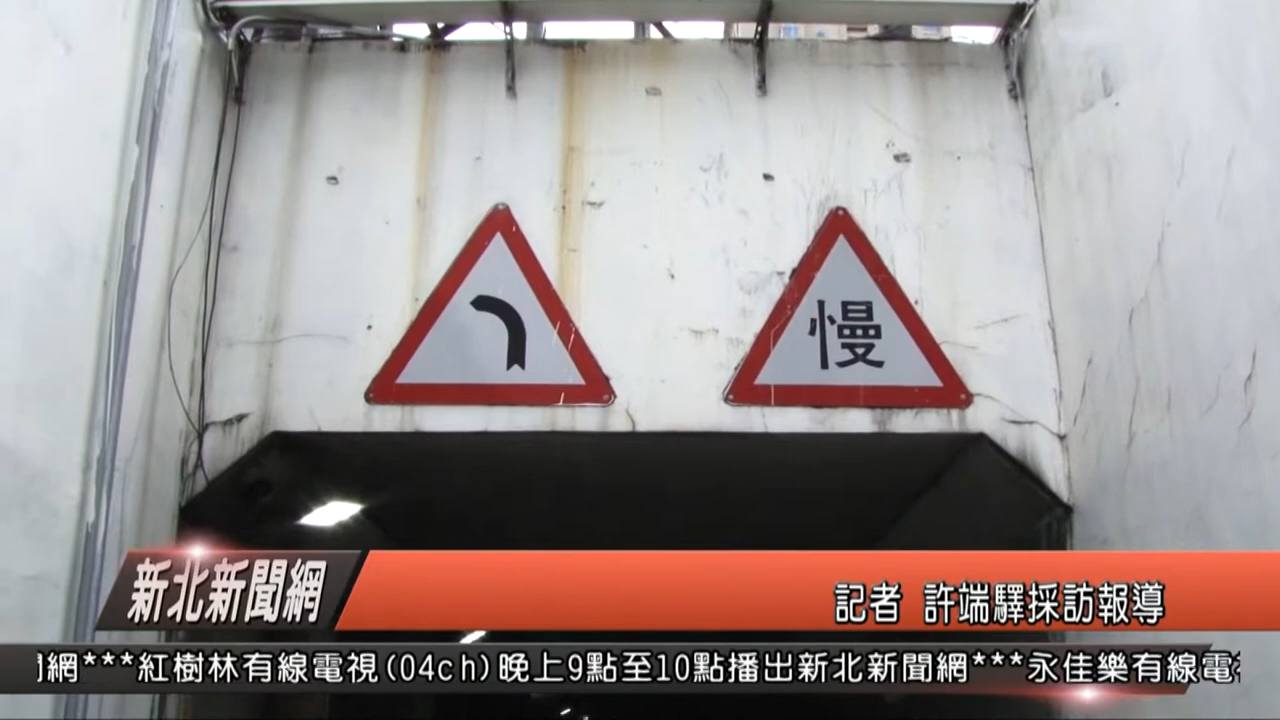 慢
新北新聞網
記者 許端驛採訪報導
網***紅樹林有線電視(04ch)晚上9點至10點播出新北新聞網***永佳樂有線電